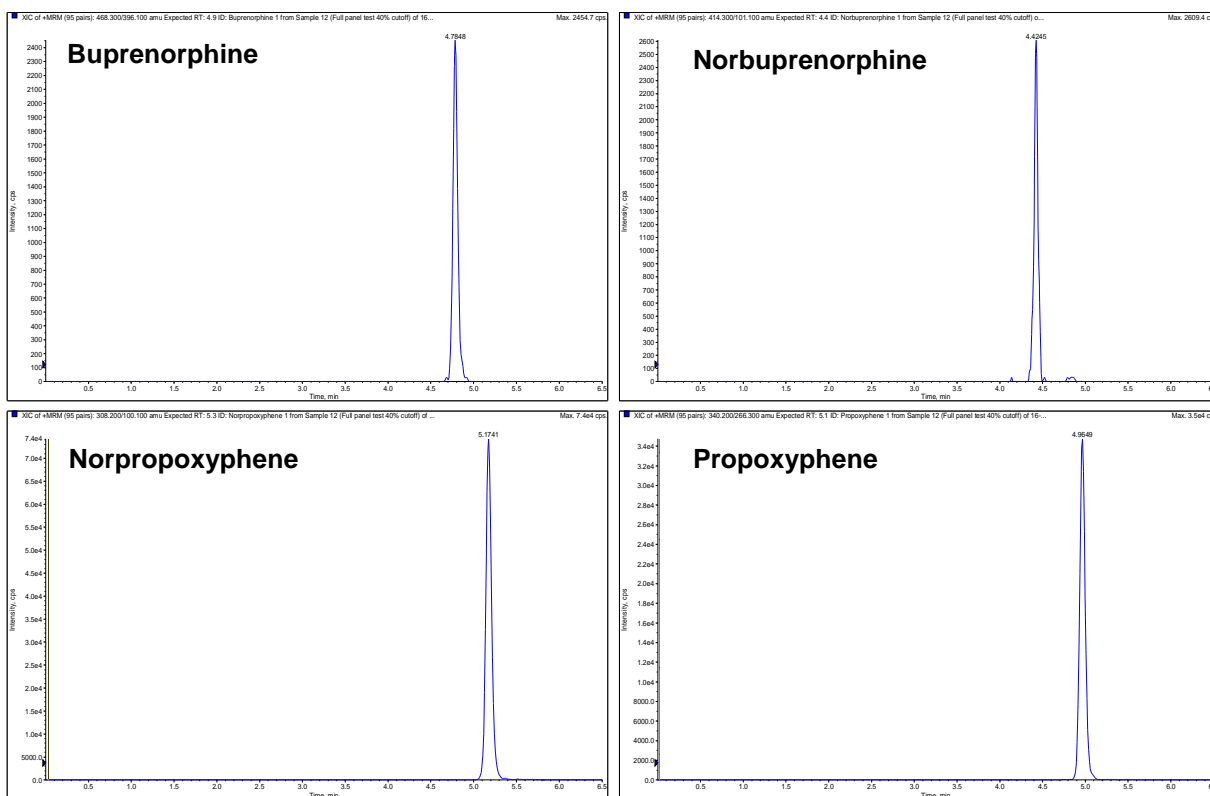 XIC of +MRM (95 pairs): 468.300/396.100 amu Expected RT: 4.9 ID: Buprenorphine 1 from Sample 12 (Full panel test 40% cutoff) of 16... Max. 2454.7 cps.
Buprenorphine
4.7848
2400
2300
2200
2100
2000
1900
1800
1700
1600
1500
1400
1300
1200
1100
1000
900
800
700
600
500
400
300
200
100
0
Intensity, cps
0.5 1.0 1.5 2.0 2.5 3.0 3.5 4.0 4.5 5.0 5.5 6.0 6.5
Time, min
XIC of +MRM (95 pairs): 414.300/101.100 amu Expected RT: 4.4 ID: Norbuprenorphine 1 from Sample 12 (Full panel test 40% cutoff) o... Max. 2609.4 c
Norbuprenorphine
4.4245
2600
2500
2400
2300
2200
2100
2000
1900
1800
1700
1600
1500
1400
1300
1200
1100
1000
900
800
700
600
500
400
300
200
100
0
Intensity, cps
0.5 1.0 1.5 2.0 2.5 3.0 3.5 4.0 4.5 5.0 5.5 6.0
Time, min
XIC of +MRM (95 pairs): 308.200/100.100 amu Expected RT: 5.3 ID: Norpropoxyphene 1 from Sample 12 (Full panel test 40% cutoff) of ... Max. 7.4e4 cps.
Norpropoxyphene
5.1741
7.4e4
7.0e4
6.5e4
6.0e4
5.5e4
5.0e4
4.5e4
4.0e4
3.5e4
3.0e4
2.5e4
2.0e4
1.5e4
1.0e4
5000.0
0.0
Intensity, cps
0.5 1.0 1.5 2.0 2.5 3.0 3.5 4.0 4.5 5.0 5.5 6.0 6.5
Time, min
XIC of +MRM (95 pairs): 340.200/266.300 amu Expected RT: 5.1 ID: Propoxyphene 1 from Sample 12 (Full panel test 40% cutoff) of 16-... Max. 3.5e4 c
Propoxyphene
4.9649
3.4e4
3.2e4
3.0e4
2.8e4
2.6e4
2.4e4
2.2e4
2.0e4
1.8e4
1.6e4
1.4e4
1.2e4
1.0e4
8000.0
6000.0
4000.0
2000.0
0.0
Intensity, cps
0.5 1.0 1.5 2.0 2.5 3.0 3.5 4.0 4.5 5.0 5.5 6.0
Time, min